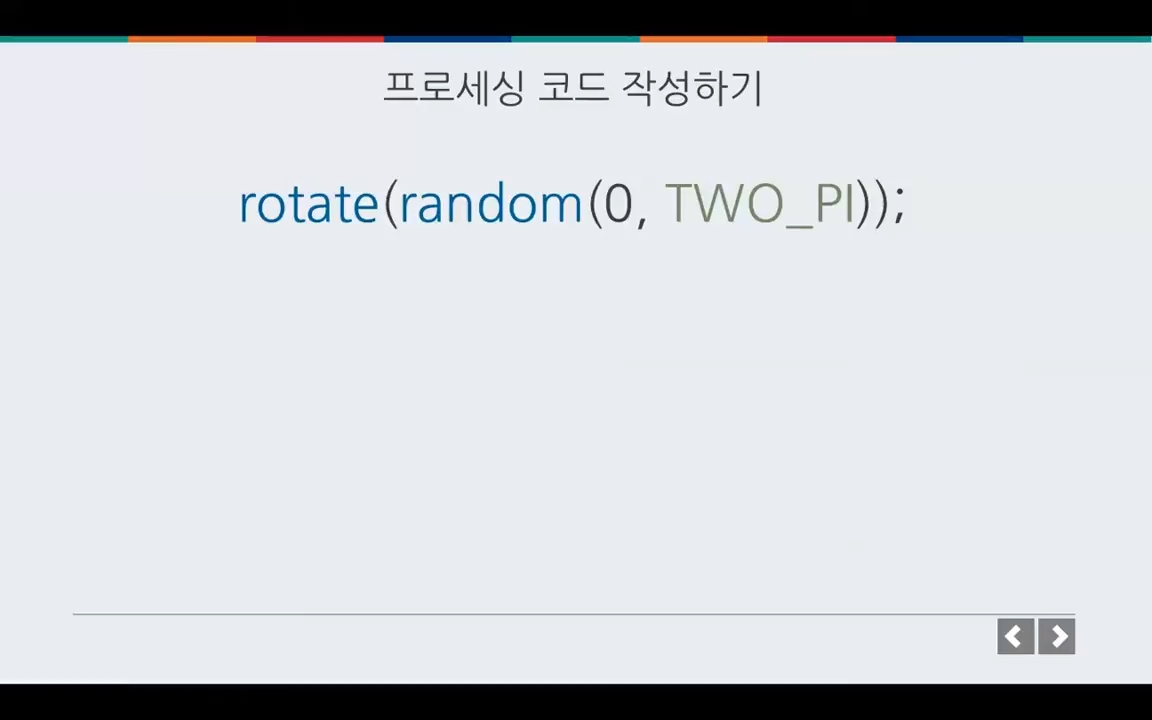 프로세싱 코드 작성하기
rotate(random(0, TWO_PI));